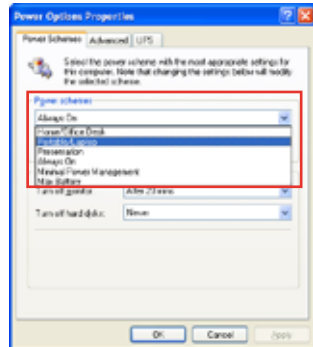 Power Options Properties
Power Schemes Advanced UPS
Select the power scheme with the most appropriate settings for
this computer. Note that changing the settings below will modify
the selected scheme.
Power schemes
Always On
Home/Office Desk
Portable/Laptop
Presentation
Always On
Minimal Power Management
Max Battery
Turn off monitor: After 20 mins
Turn off hard disks: Never
OK Cancel Apply